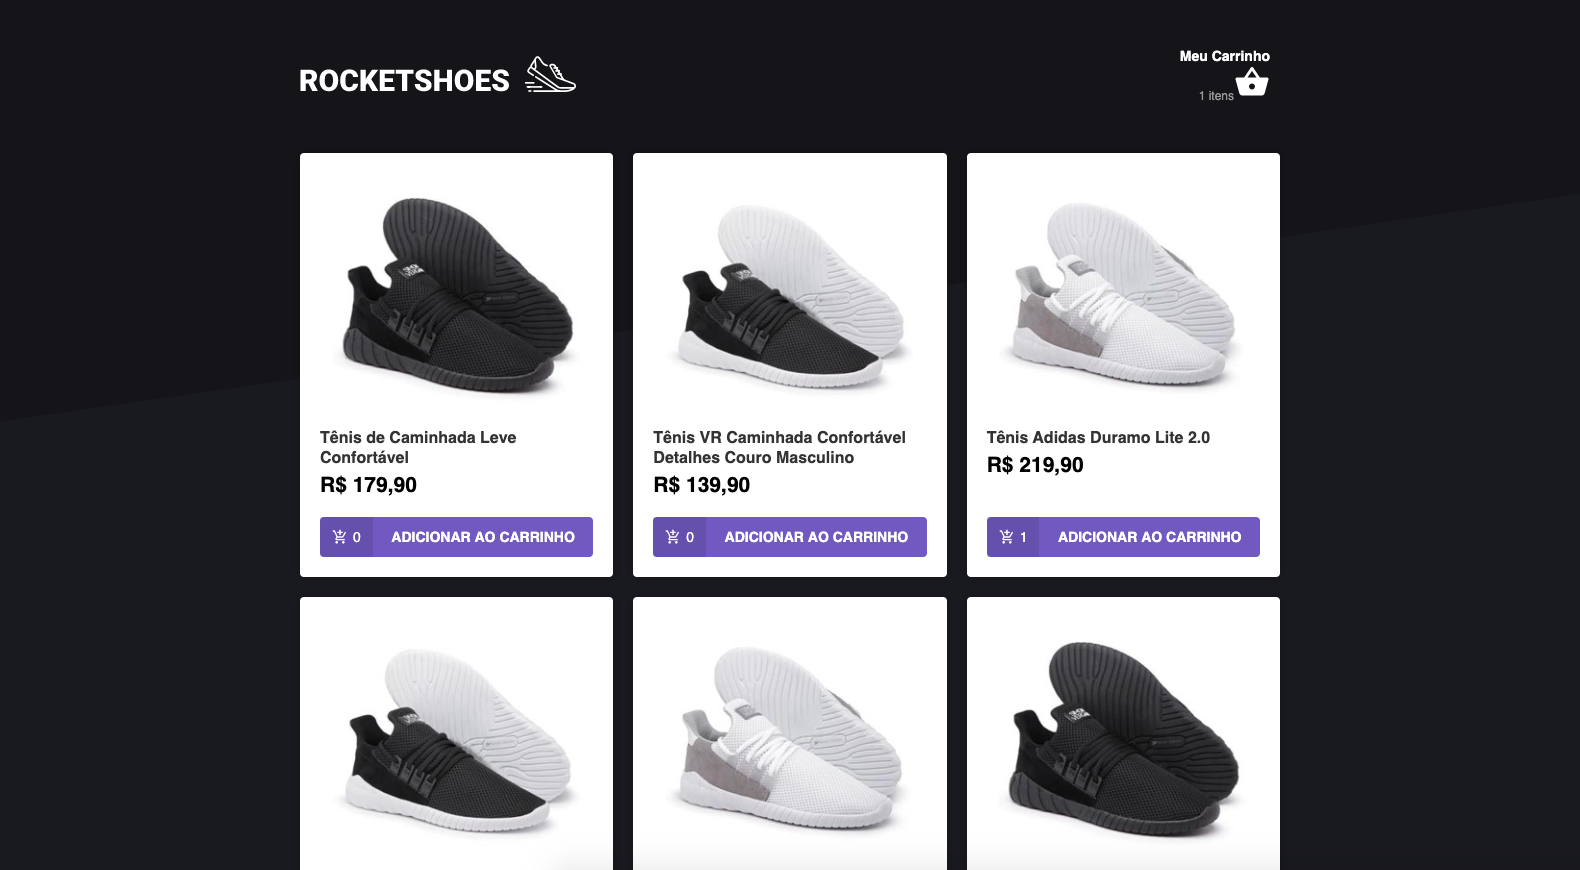 ROCKETSHOES
Meu Carrinho
1 itens
Tênis de Caminhada Leve
Confortável
R$ 179,90
0 ADICIONAR AO CARRINHO
Tênis VR Caminhada Confortável
Detalhes Couro Masculino
R$ 139,90
0 ADICIONAR AO CARRINHO
Tênis Adidas Duramo Lite 2.0
R$ 219,90
1 ADICIONAR AO CARRINHO